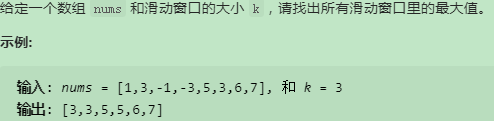 给定一个数组 nums 和滑动窗口的大小 k，请找出所有滑动窗口里的最大值。
示例:
输入: nums = [1,3,-1,-3,5,3,6,7], 和 k = 3
输出: [3,3,5,5,6,7]